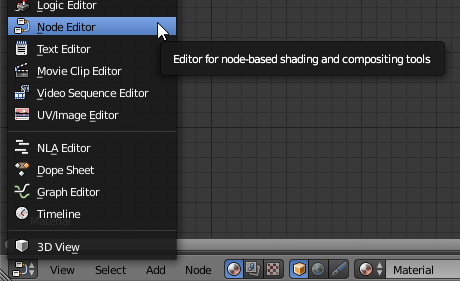 Logic Editor
Node Editor
Editor for node-based shading and compositing tools
Text Editor
Movie Clip Editor
Video Sequence Editor
UV/Image Editor
NLA Editor
Dope Sheet
Graph Editor
Timeline
3D View
View Select Add Node Material